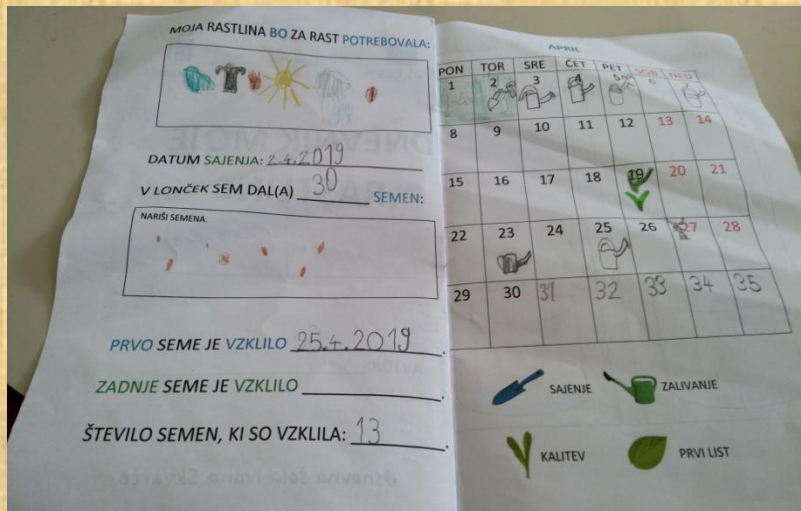 MOJA RASTLINA BO ZA RAST POTREBOVALA:
DATUM SAJENJA: 2.4.2019
V LONČEK SEM DAL(A) 30 SEMEN:
NARIŠI SEMENA.
PRVO SEME JE VZKLILO 25.4.2019.
ZADNJE SEME JE VZKLILO.
ŠTEVILO SEMEN, KI SO VZKLILA: 13.
APRIL
PON TOR SRE ČET PET SOB NED
1 2 3 4 5 6
8 9 10 11 12 13 14
15 16 17 18 19 20 21
22 23 24 25 26 27 28
29 30 31 32 33 34 35
SAJENJE ZALIVANJE
KALITEV PRVI LIST